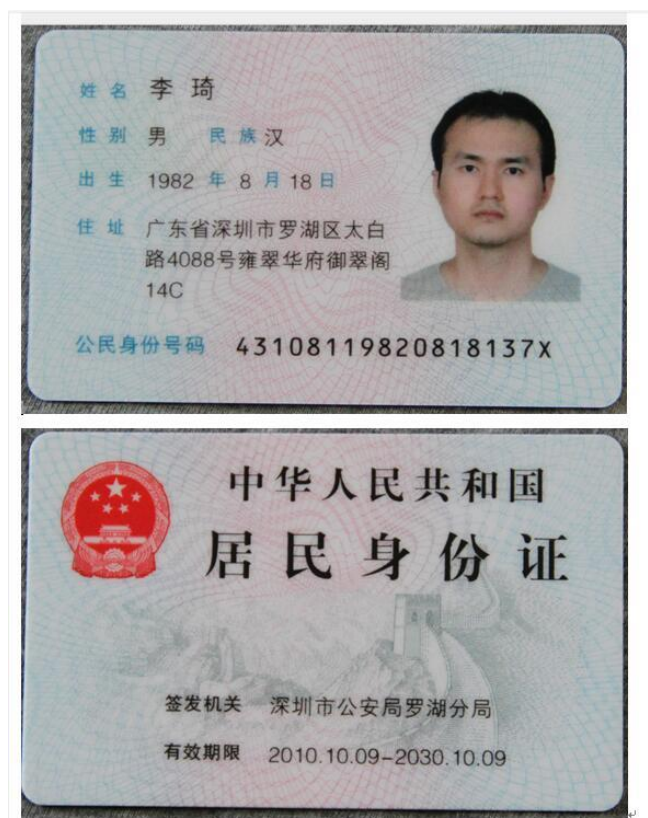 姓名 李琦
性别 男 民族 汉
出生 1982 年 8 月 18 日
住址 广东省深圳市罗湖区太白
路4088号雍翠华府御翠阁
14C
公民身份号码 43108119820818137X
中华人民共和国
居民身份证
签发机关 深圳市公安局罗湖分局
有效期限 2010.10.09-2030.10.09